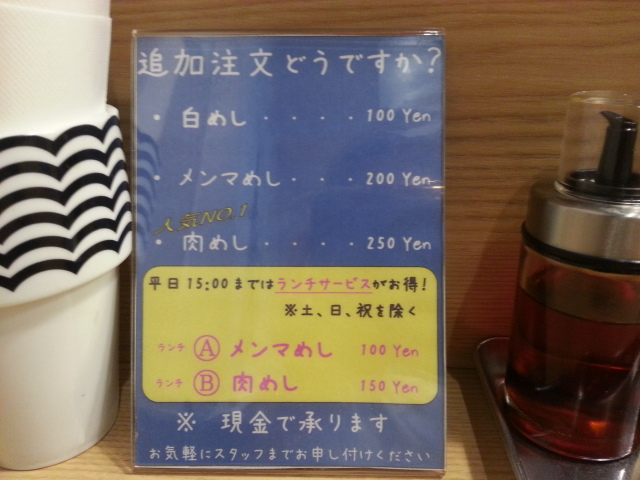 追加注文どうですか?
・ 白めし ・・・・ 100 Yen
・ メンマめし ・・・ 200 Yen
人気NO.1
・ 肉めし ・・・・ 250 Yen
平日15:00まではランチサービスがお得!
※土、日、祝を除く
ランチ Ⓐ メンマめし 100 Yen
ランチ Ⓑ 肉めし 150 Yen
※ 現金で承ります
お気軽にスタッフまでお申し付けください